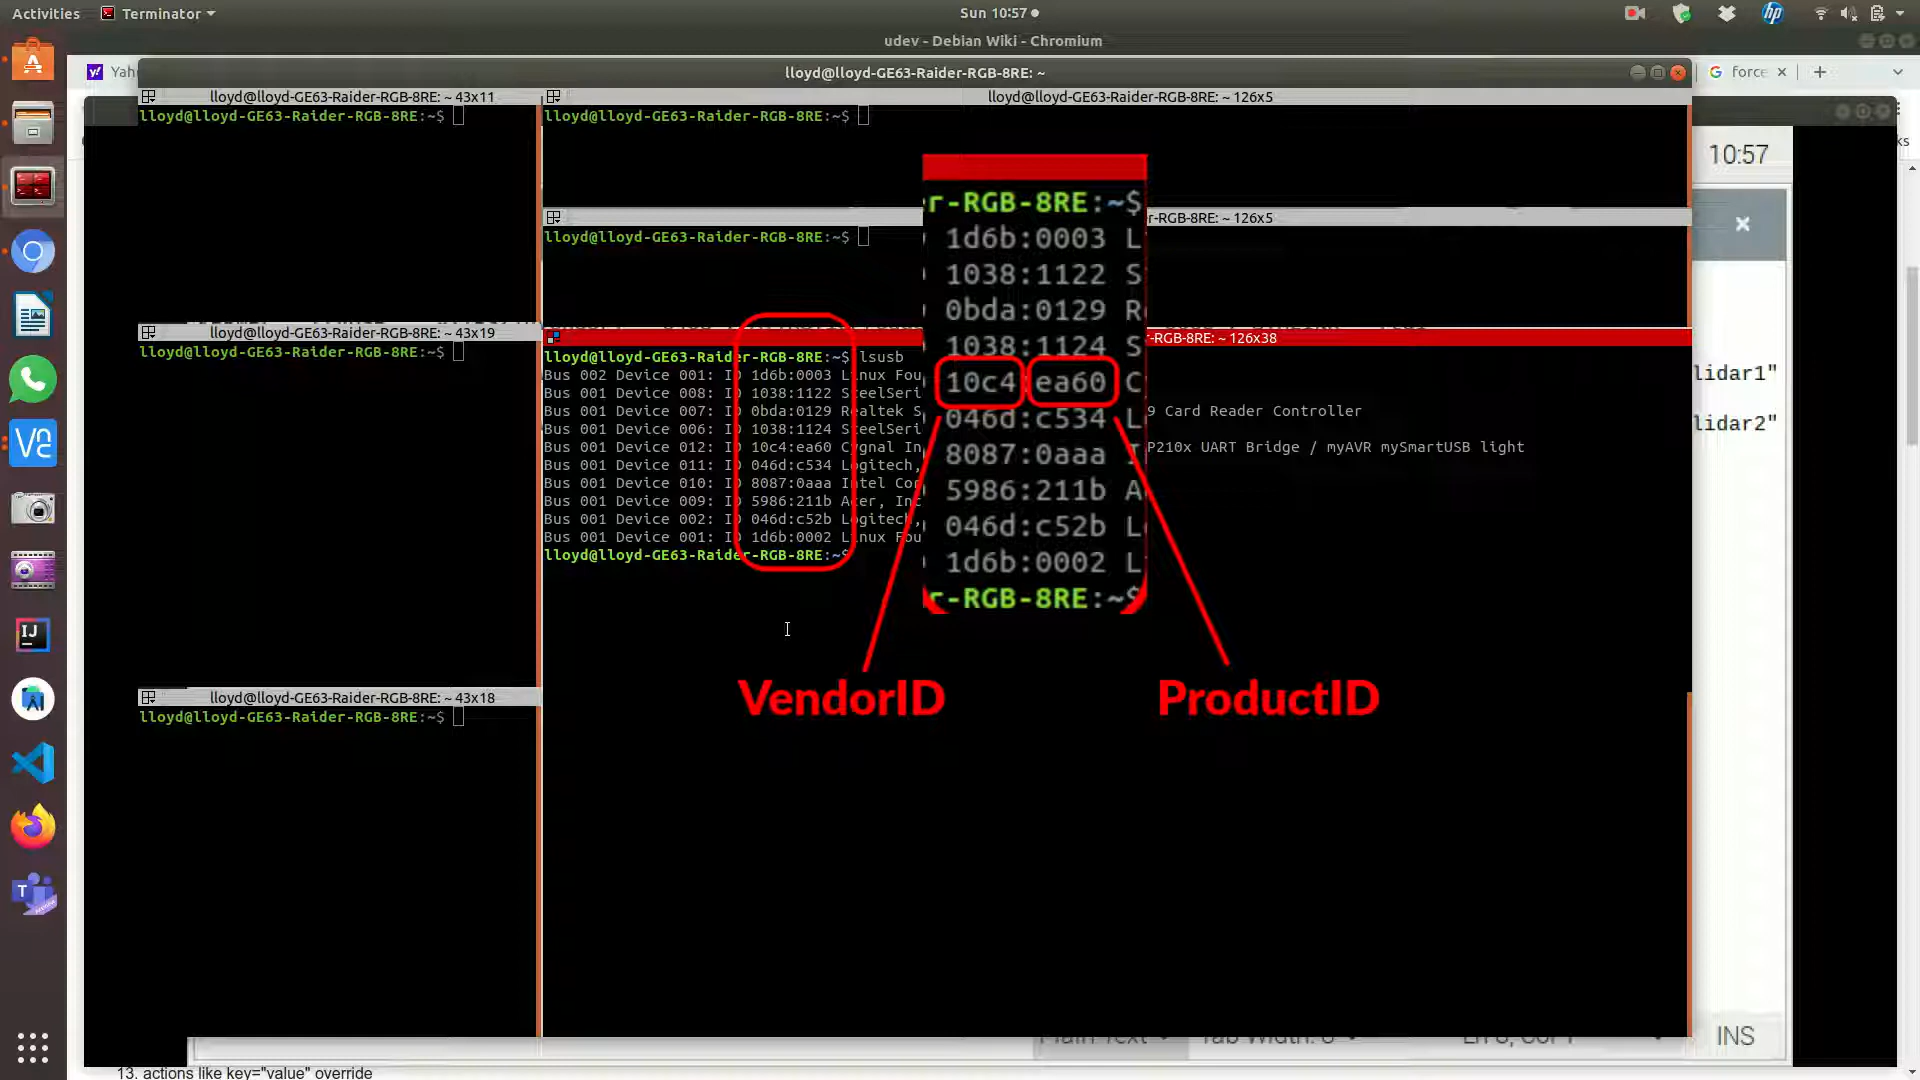 Activities
Terminator
Sun 10:57
udev - Debian Wiki - Chromium
Yah
lloyd@lloyd-GE63-Raider-RGB-8RE: ~
force
lloyd@lloyd-GE63-Raider-RGB-8RE: ~ 43x11
lloyd@lloyd-GE63-Raider-RGB-8RE: ~ 126x5
lloyd@lloyd-GE63-Raider-RGB-8RE:~$
lloyd@lloyd-GE63-Raider-RGB-8RE:~$
10:57
r-RGB-8RE: ~ 126x5
lloyd@lloyd-GE63-Raider-RGB-8RE:~$
lloyd@lloyd-GE63-Raider-RGB-8RE: ~ 43x19
lloyd@lloyd-GE63-Raider-RGB-8RE:~$
-RGB-8RE: ~ 126x38
lloyd@lloyd-GE63-Raider-RGB-8RE:~$ lsusb
Bus 002 Device 001: ID 1d6b:0003 Linux Fou
Bus 001 Device 008: ID 1038:1122 SteelSeri
Bus 001 Device 007: ID 0bda:0129 Realtek S
9 Card Reader Controller
Bus 001 Device 006: ID 1038:1124 SteelSeri
Bus 001 Device 012: ID 10c4:ea60 Cygnal In
P210x UART Bridge / myAVR mySmartUSB light
Bus 001 Device 011: ID 046d:c534 Logitech,
Bus 001 Device 010: ID 8087:0aaa Intel Cor
Bus 001 Device 009: ID 5986:211b Acer, Inc
Bus 001 Device 002: ID 046d:c52b Logitech,
Bus 001 Device 001: ID 1d6b:0002 Linux Fou
lloyd@lloyd-GE63-Raider-RGB-8RE:~$
r-RGB-8RE:~$
1d6b:0003 L
1038:1122 S
0bda:0129 R
1038:1124 S
10c4 ea60 C
046d:c534 L
8087:0aaa I
5986:211b A
046d:c52b L
1d6b:0002 L
r-RGB-8RE:~$
VendorID
ProductID
lidar1"
lidar2"
lloyd@lloyd-GE63-Raider-RGB-8RE: ~ 43x18
lloyd@lloyd-GE63-Raider-RGB-8RE:~$
INS
13. actions like key="value" override